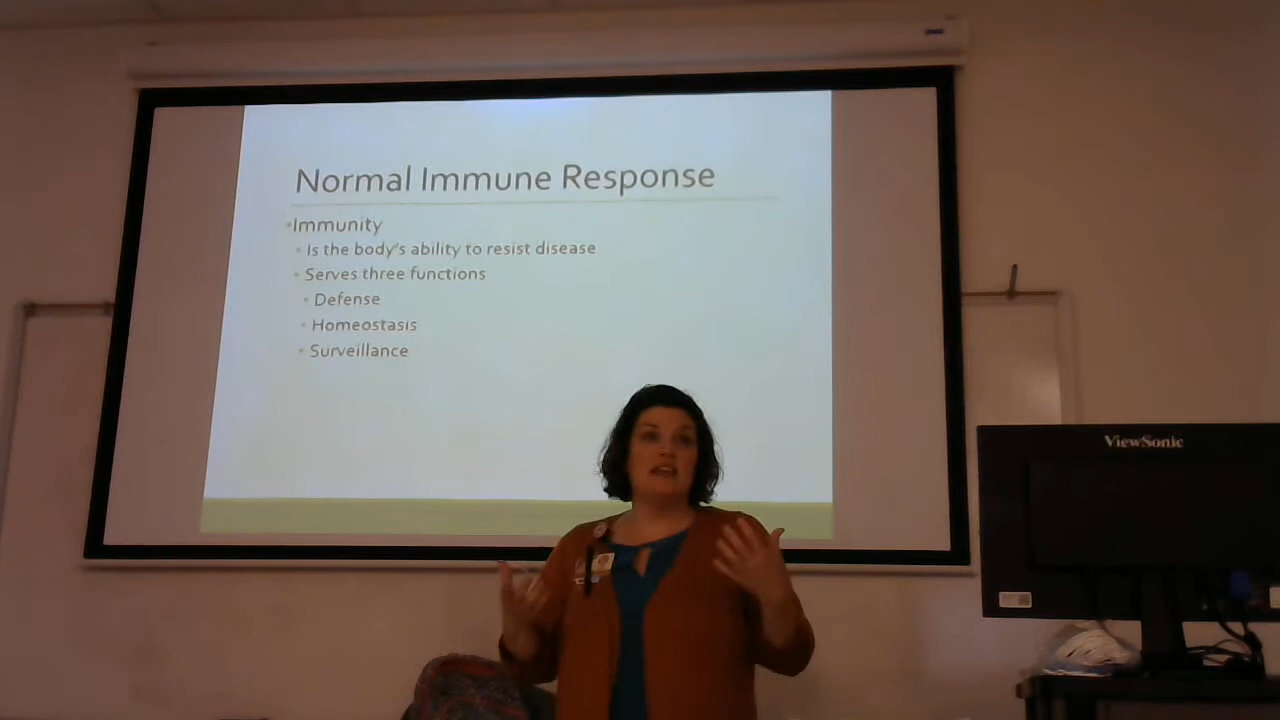 Normal Immune Response
•Immunity
• Is the body's ability to resist disease
• Serves three functions
• Defense
• Homeostasis
• Surveillance
ViewSonic